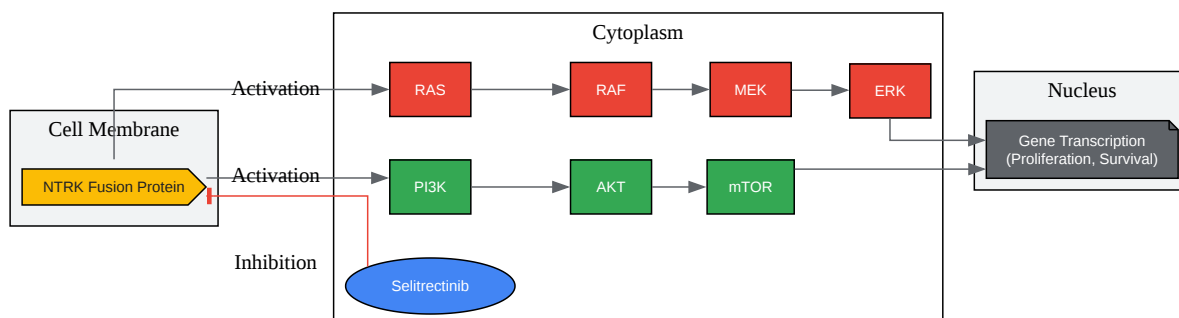 Cytoplasm
Activation
RAS
RAF
MEK
ERK
Nucleus
Cell Membrane
Gene Transcription
(Proliferation, Survival)
NTRK Fusion Protein
Activation
PI3K
AKT
mTOR
Inhibition
Selitrectinib